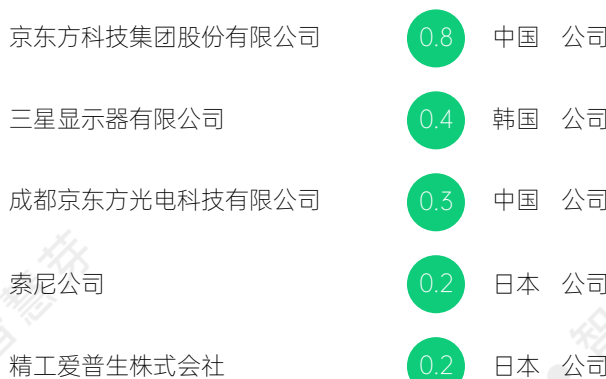 京东方科技集团股份有限公司 0.8 中国 公司
三星显示器有限公司 0.4 韩国 公司
成都京东方光电科技有限公司 0.3 中国 公司
索尼公司 0.2 日本 公司
精工爱普生株式会社 0.2 日本 公司